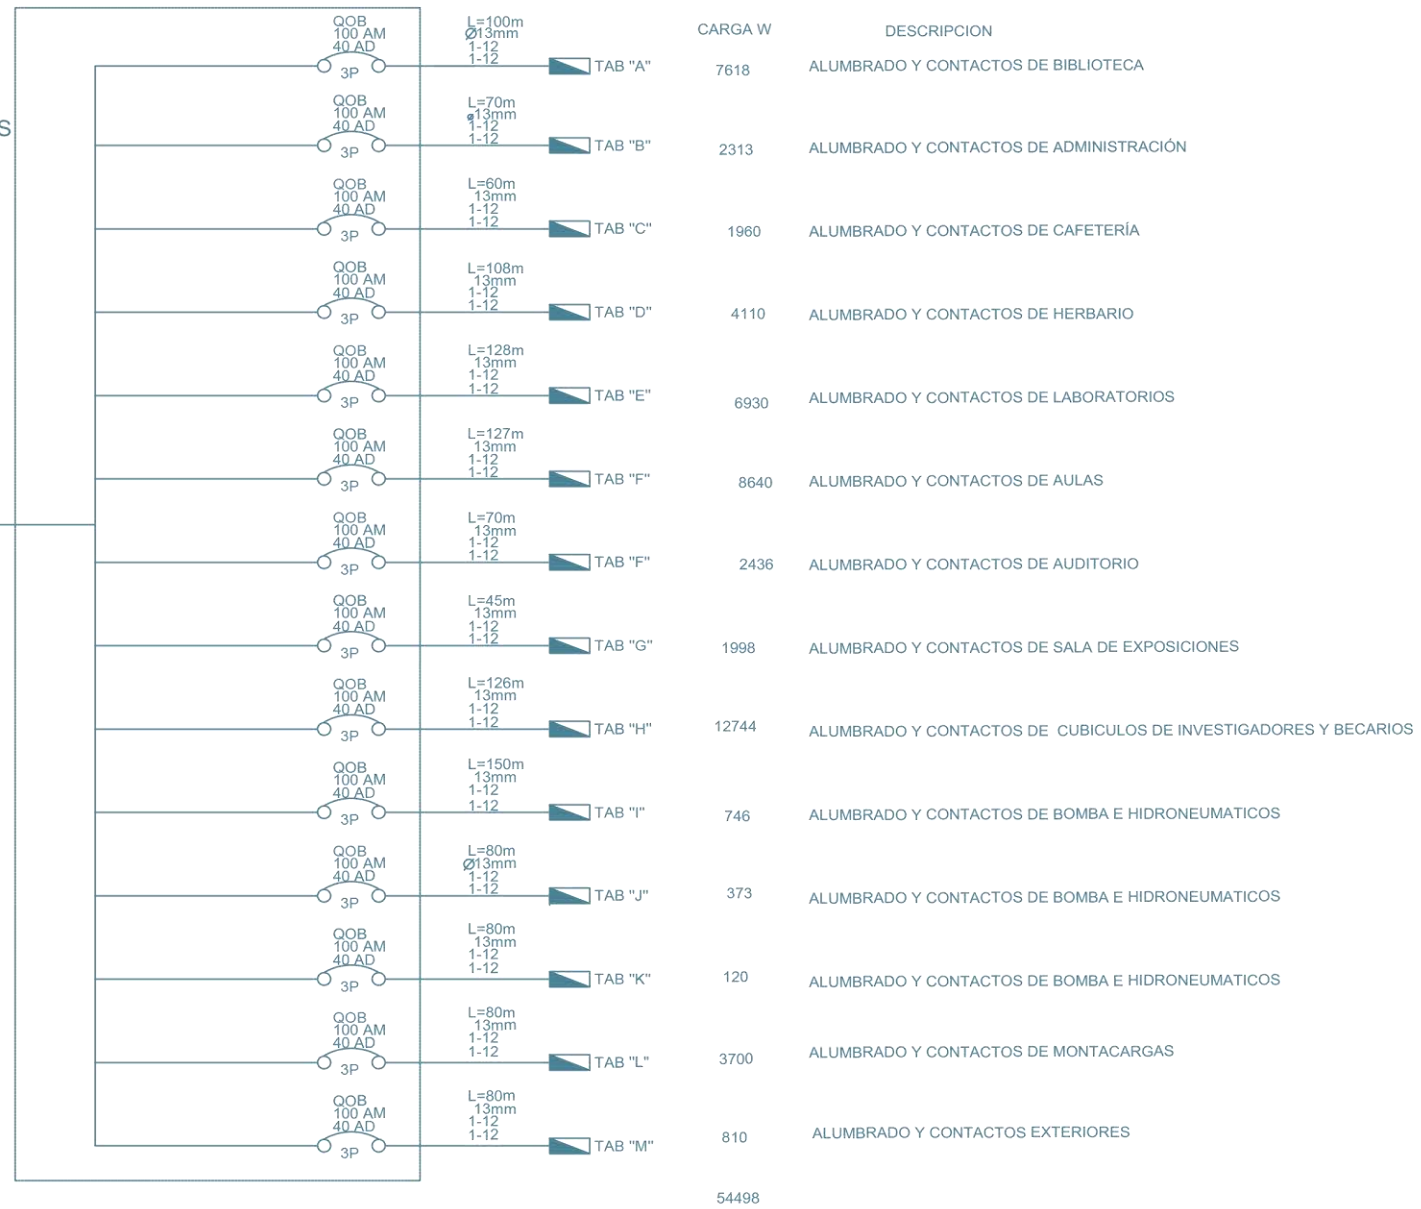 CARGA W DESCRIPCION
S
QOB
100 AM
40 AD
3P
L=100m
Ø13mm
1-12
1-12
TAB "A" 7618 ALUMBRADO Y CONTACTOS DE BIBLIOTECA
QOB
100 AM
40 AD
3P
L=70m
ø13mm
1-12
1-12
TAB "B" 2313 ALUMBRADO Y CONTACTOS DE ADMINISTRACIÓN
QOB
100 AM
40 AD
3P
L=60m
13mm
1-12
1-12
TAB "C" 1960 ALUMBRADO Y CONTACTOS DE CAFETERÍA
QOB
100 AM
40 AD
3P
L=108m
13mm
1-12
1-12
TAB "D" 4110 ALUMBRADO Y CONTACTOS DE HERBARIO
QOB
100 AM
40 AD
3P
L=128m
13mm
1-12
1-12
TAB "E" 6930 ALUMBRADO Y CONTACTOS DE LABORATORIOS
QOB
100 AM
40 AD
3P
L=127m
13mm
1-12
1-12
TAB "F" 8640 ALUMBRADO Y CONTACTOS DE AULAS
QOB
100 AM
40 AD
3P
L=70m
13mm
1-12
1-12
TAB "F" 2436 ALUMBRADO Y CONTACTOS DE AUDITORIO
QOB
100 AM
40 AD
3P
L=45m
13mm
1-12
1-12
TAB "G" 1998 ALUMBRADO Y CONTACTOS DE SALA DE EXPOSICIONES
QOB
100 AM
40 AD
3P
L=126m
13mm
1-12
1-12
TAB "H" 12744 ALUMBRADO Y CONTACTOS DE CUBICULOS DE INVESTIGADORES Y BECARIOS
QOB
100 AM
40 AD
3P
L=150m
13mm
1-12
1-12
TAB "I" 746 ALUMBRADO Y CONTACTOS DE BOMBA E HIDRONEUMATICOS
QOB
100 AM
40 AD
3P
L=80m
Ø13mm
1-12
1-12
TAB "J" 373 ALUMBRADO Y CONTACTOS DE BOMBA E HIDRONEUMATICOS
QOB
100 AM
40 AD
3P
L=80m
13mm
1-12
1-12
TAB "K" 120 ALUMBRADO Y CONTACTOS DE BOMBA E HIDRONEUMATICOS
QOB
100 AM
40 AD
3P
L=80m
13mm
1-12
1-12
TAB "L" 3700 ALUMBRADO Y CONTACTOS DE MONTACARGAS
QOB
100 AM
40 AD
3P
L=80m
13mm
1-12
1-12
TAB "M" 810 ALUMBRADO Y CONTACTOS EXTERIORES
54498